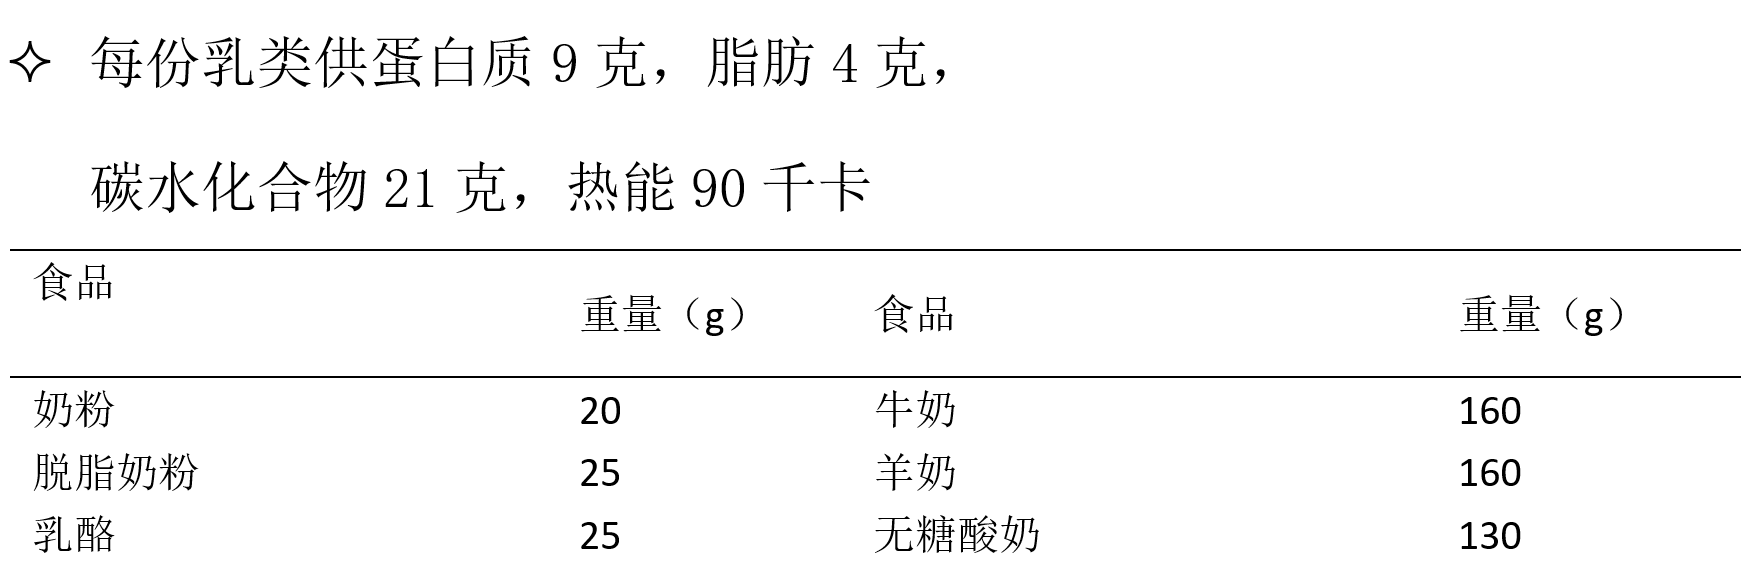 ✧ 每份乳类供蛋白质 9 克，脂肪 4 克，
碳水化合物 21 克，热能 90 千卡
食品 重量（g） 食品 重量（g）
奶粉 20 牛奶 160
脱脂奶粉 25 羊奶 160
乳酪 25 无糖酸奶 130